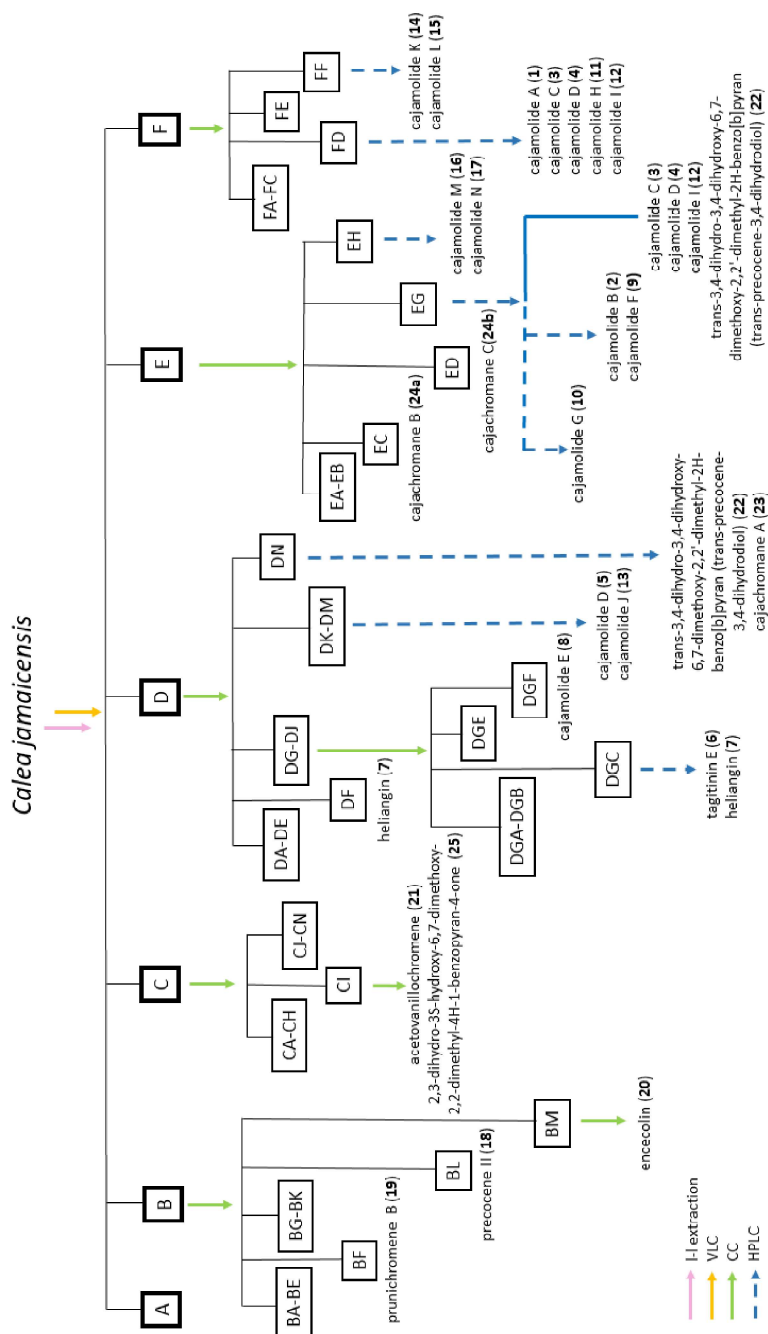 Calea jamaicensis
A
B
C
D
E
F
BA-BE
BF
prunichromene B (19)
BG-BK
BL
precocene II (18)
BM
encecolin (20)
CA-CH
CI
CJ-CN
acetovanillochromene (21)
2,3-dihydro-3S-hydroxy-6,7-dimethoxy-
2,2-dimethyl-4H-1-benzopyran-4-one (25)
DA-DE
DF
heliangin (7)
DG-DJ
DK-DM
DN
DGA-DGB
DGC
DGE
DGF
cajamolide E (8)
tagitinin E (6)
heliangin (7)
cajamolide D (5)
cajamolide J (13)
trans-3,4-dihydro-3,4-dihydroxy-
6,7-dimethoxy-2,2'-dimethyl-2H-
benzo[b]pyran (trans-precocene-
3,4-dihydrodiol) (22)
cajachromane A (23)
EA-EB
EC
cajachromane B (24a)
ED
cajachromane C(24b)
EG
EH
cajamolide M (16)
cajamolide N (17)
cajamolide G (10)
cajamolide B (2)
cajamolide F (9)
cajamolide C (3)
cajamolide D (4)
cajamolide I (12)
trans-3,4-dihydro-3,4-dihydroxy-6,7-
dimethoxy-2,2'-dimethyl-2H-benzo[b]pyran
(trans-precocene-3,4-dihydrodiol) (22)
FA-FC
FD
FE
FF
cajamolide K (14)
cajamolide L (15)
cajamolide A (1)
cajamolide C (3)
cajamolide D (4)
cajamolide H (11)
cajamolide I (12)
l-l extraction
VLC
CC
HPLC